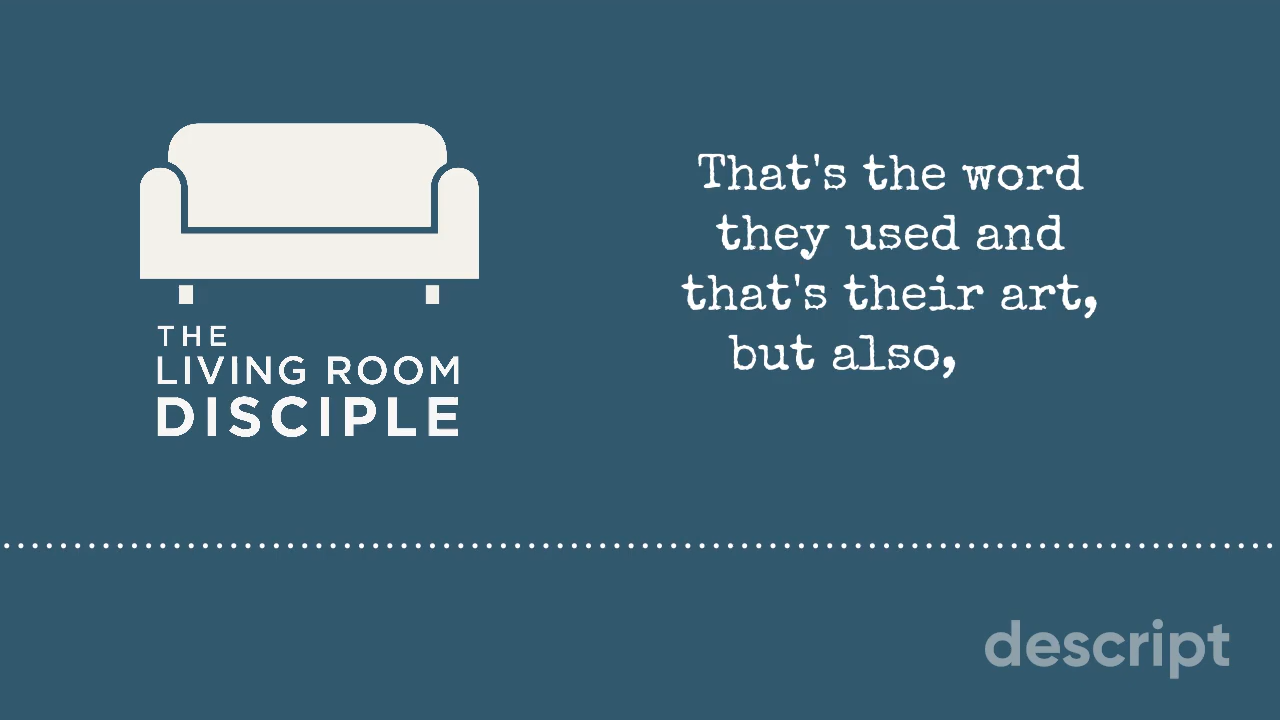 THE
LIVING ROOM
DISCIPLE
That's the word
they used and
that's their art,
but also,
descript